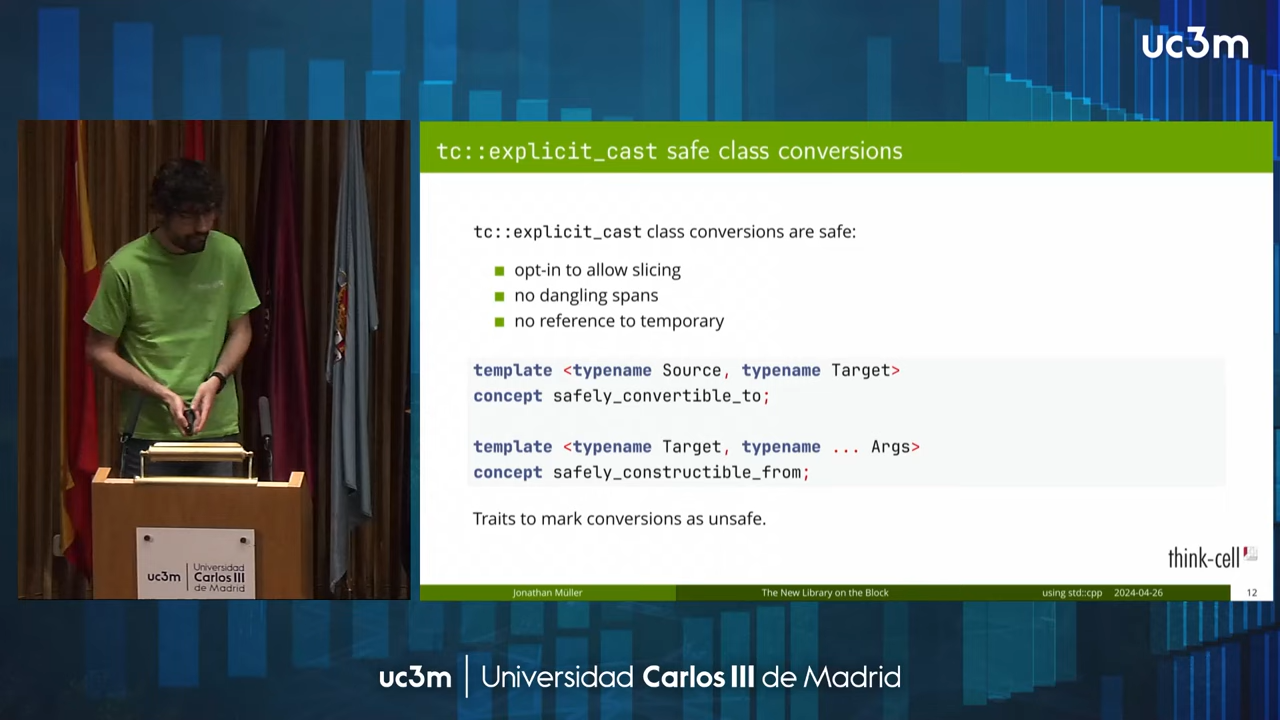 uc3m
tc::explicit_cast safe class conversions
tc::explicit_cast class conversions are safe:
opt-in to allow slicing
no dangling spans
no reference to temporary
template <typename Source, typename Target>
concept safely_convertible_to;
template <typename Target, typename ... Args>
concept safely_constructible_from;
Traits to mark conversions as unsafe.
think-cell
Jonathan Müller The New Library on the Block using std::cpp 2024-04-26 12
uc3m Universidad
Carlos III
de Madrid
uc3m Universidad Carlos III de Madrid